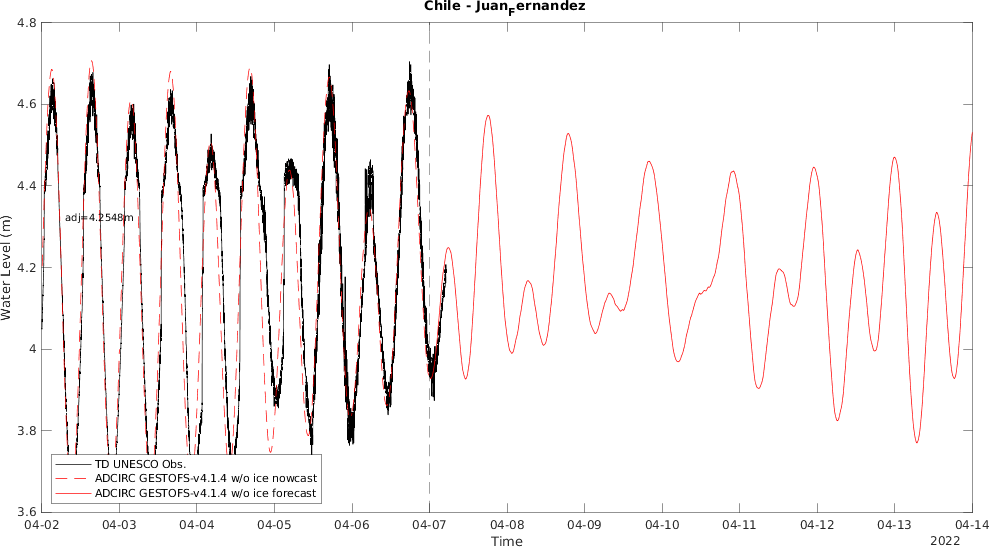 Chile - JuanFernandez
4.8
4.6
4.4
4.2
4
3.8
3.6
Water Level (m)
adj=4.2548m
TD UNESCO Obs.
ADCIRC GESTOFS-v4.1.4 w/o ice nowcast
ADCIRC GESTOFS-v4.1.4 w/o ice forecast
04-02 04-03 04-04 04-05 04-06 04-07 04-08 04-09 04-10 04-11 04-12 04-13 04-14
Time
2022